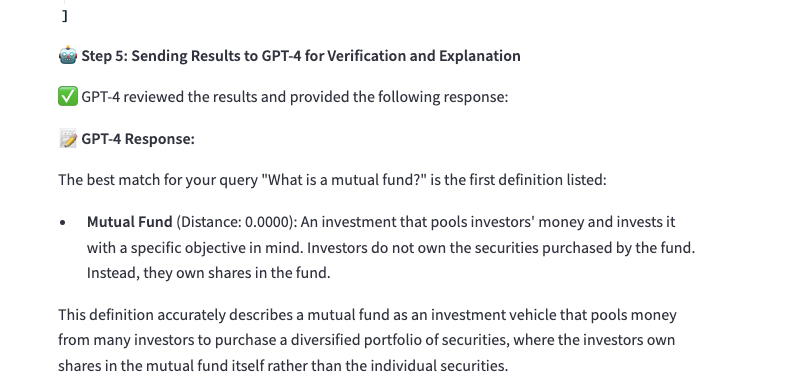 ]
🤖 Step 5: Sending Results to GPT-4 for Verification and Explanation
✅ GPT-4 reviewed the results and provided the following response:
📝 GPT-4 Response:
The best match for your query "What is a mutual fund?" is the first definition listed:
• Mutual Fund (Distance: 0.0000): An investment that pools investors' money and invests it
with a specific objective in mind. Investors do not own the securities purchased by the fund.
Instead, they own shares in the fund.
This definition accurately describes a mutual fund as an investment vehicle that pools money
from many investors to purchase a diversified portfolio of securities, where the investors own
shares in the mutual fund itself rather than the individual securities.